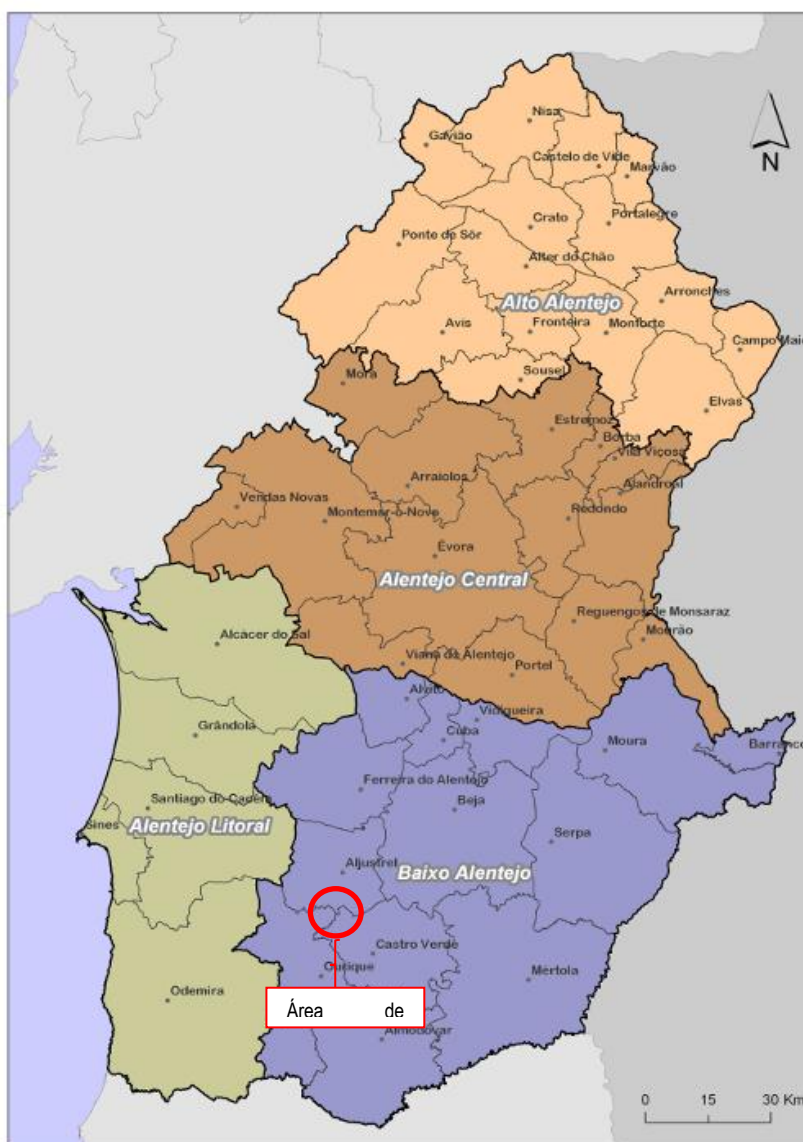 Nisa
Gavião
N
Castelo de Vide
Marvão
Crato
Portalegre
Ponte de Sôr
Alter do Chão
Arronches
Alto Alentejo
Avis
Fronteira
Monforte
Campo Maio
Sousel
Mora
Elvas
Estremoz
Borba
Vila Viçosa
Arraiolos
Alandroal
Vendas Novas
Montemor-o-Novo
Redondo
Évora
Alentejo Central
Reguengos de Monsaraz
Mourão
Alcácer do Sal
Viana do Alentejo
Portel
Alvito
Vidigueira
Grândola
Cuba
Moura
Barranco
Ferreira do Alentejo
Santiago do Cacém
Beja
Sines
Alentejo Litoral
Serpa
Aljustrel
Baixo Alentejo
Castro Verde
Ourique
Mértola
Odemira
Área de
Almodôvar
0 15 30 Km